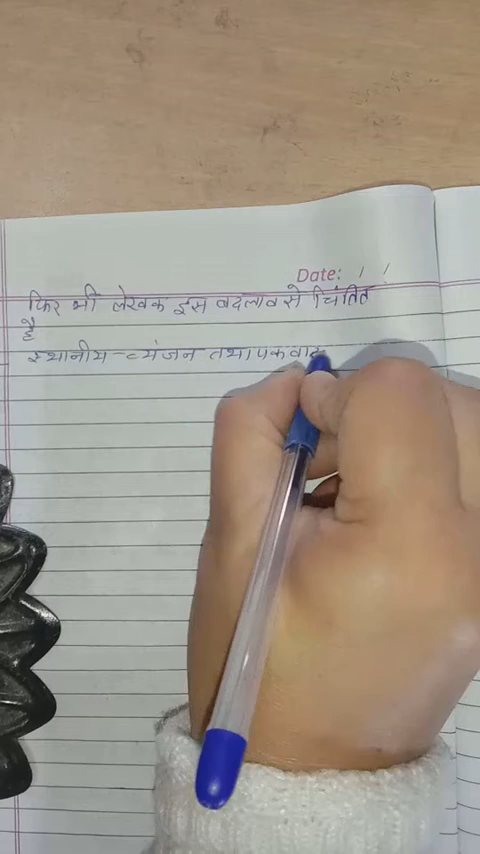 Date: / /
फिर भी लेखक इस बदलाव से चिंतित
है
स्थानीय-व्यंजन तथा पकवा